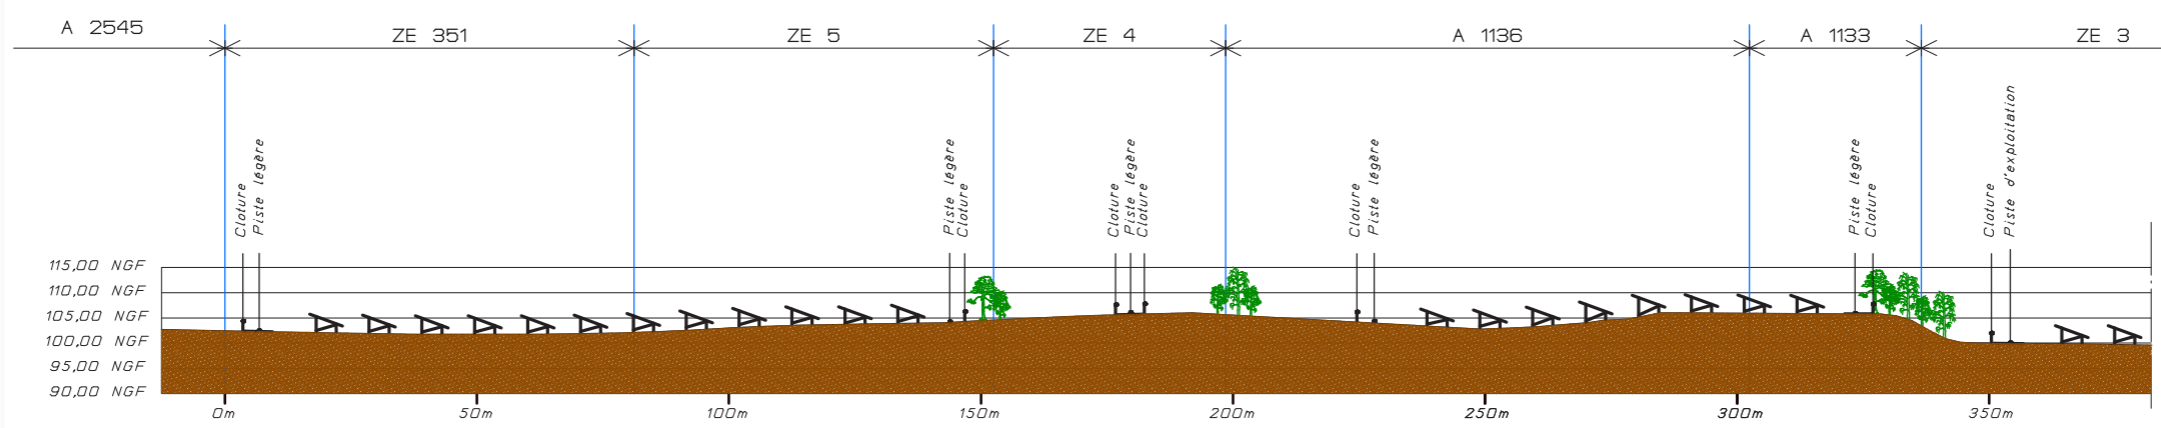 A 2545
ZE 351
ZE 5
ZE 4
A 1136
A 1133
ZE 3
Cloture
Piste légère
Piste légère
Cloture
Cloture
Piste légère
Cloture
Cloture
Piste légère
Piste légère
Cloture
Cloture
Piste d'exploitation
115,00 NGF
110,00 NGF
105,00 NGF
100,00 NGF
95,00 NGF
90,00 NGF
0m
50m
100m
150m
200m
250m
300m
350m